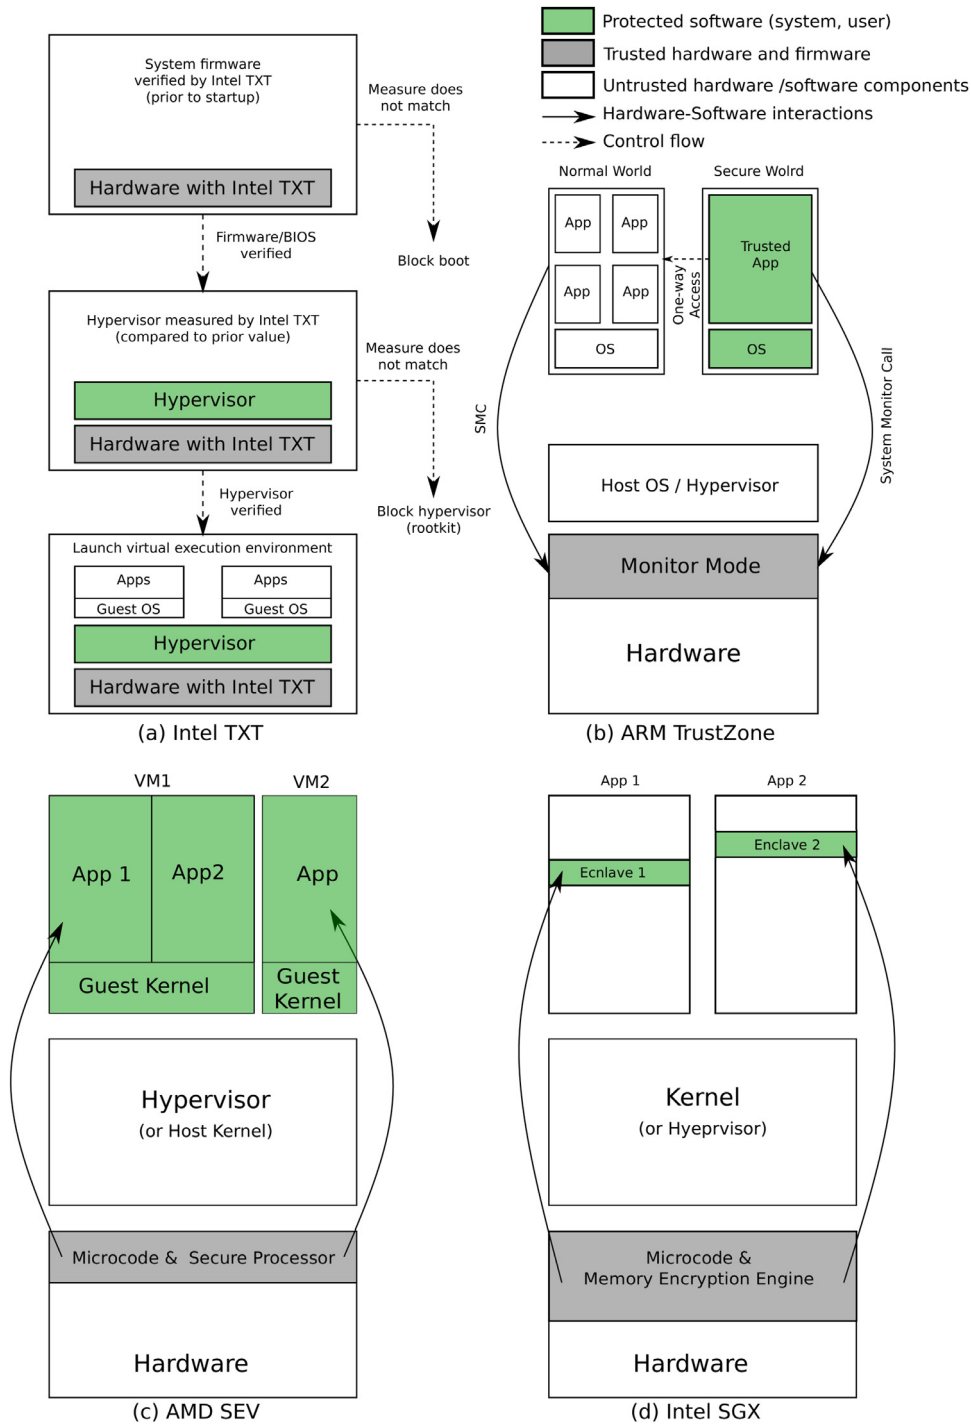 Protected software (system, user)
Trusted hardware and firmware
Untrusted hardware /software components
Hardware-Software interactions
Control flow
System firmware
verified by Intel TXT
(prior to startup)
Hardware with Intel TXT
Measure does
not match
Block boot
Firmware/BIOS
verified
Hypervisor measured by Intel TXT
(compared to prior value)
Hypervisor
Hardware with Intel TXT
Measure does
not match
Block hypervisor
(rootkit)
Hypervisor
verified
Launch virtual execution environment
Apps
Guest OS
Apps
Guest OS
Hypervisor
Hardware with Intel TXT
(a) Intel TXT
Normal World
App
App
App
App
OS
Secure Wolrd
Trusted
App
OS
One-way
Access
SMC
System Monitor Call
Host OS / Hypervisor
Monitor Mode
Hardware
(b) ARM TrustZone
VM1
App 1
App2
Guest Kernel
VM2
App
Guest
Kernel
Hypervisor
(or Host Kernel)
Microcode & Secure Processor
Hardware
(c) AMD SEV
App 1
Ecnlave 1
App 2
Enclave 2
Kernel
(or Hyeprvisor)
Microcode &
Memory Encryption Engine
Hardware
(d) Intel SGX